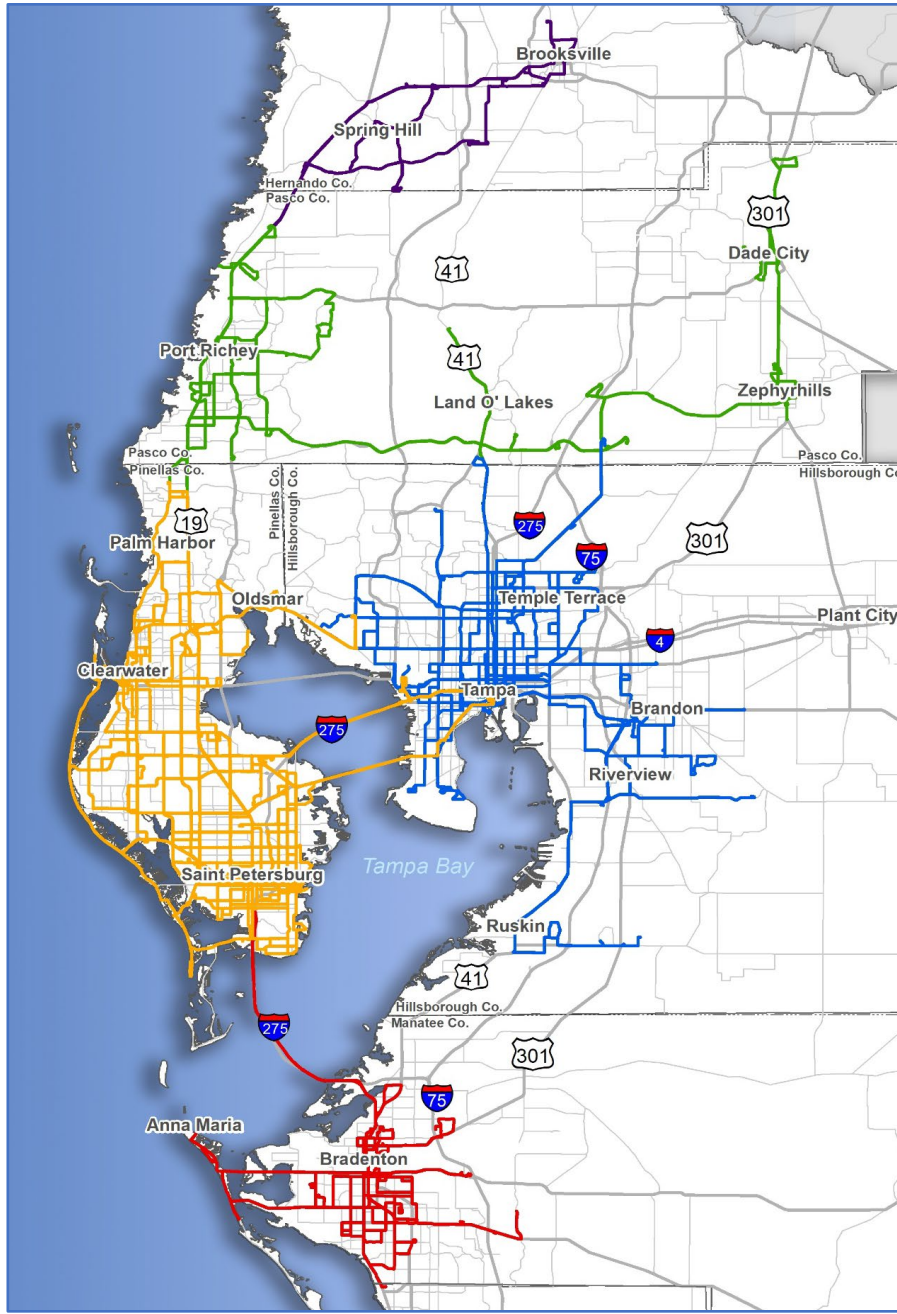 Brooksville
Spring Hill
Hernando Co.
Pasco Co.
301
Dade City
41
Port Richey
41
Land O' Lakes
Zephyrhills
Pasco Co.
Pinellas Co.
Pasco Co.
Hillsborough Co.
Pinellas Co.
Hillsborough Co.
19
275
301
Palm Harbor
75
Oldsmar
Temple Terrace
Plant City
4
Clearwater
Tampa
Brandon
275
Riverview
Tampa Bay
Saint Petersburg
Ruskin
41
Hillsborough Co.
Manatee Co.
275
301
75
Anna Maria
Bradenton